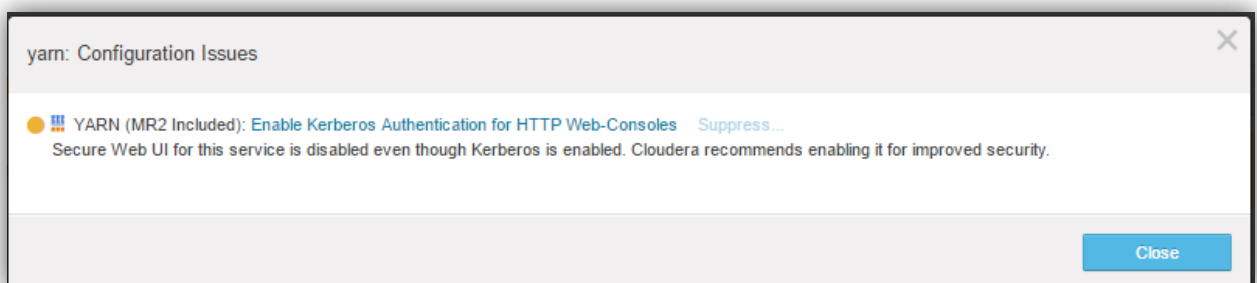 yarn: Configuration Issues
YARN (MR2 Included): Enable Kerberos Authentication for HTTP Web-Consoles Suppress...
Secure Web UI for this service is disabled even though Kerberos is enabled. Cloudera recommends enabling it for improved security.
Close